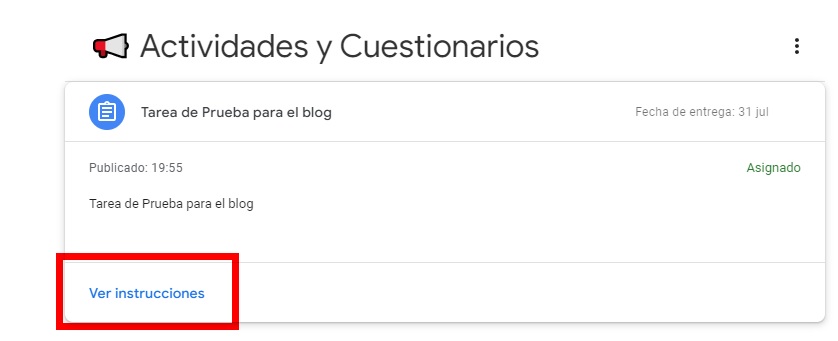 Actividades y Cuestionarios
Tarea de Prueba para el blog
Fecha de entrega: 31 jul
Publicado: 19:55
Asignado
Tarea de Prueba para el blog
Ver instrucciones